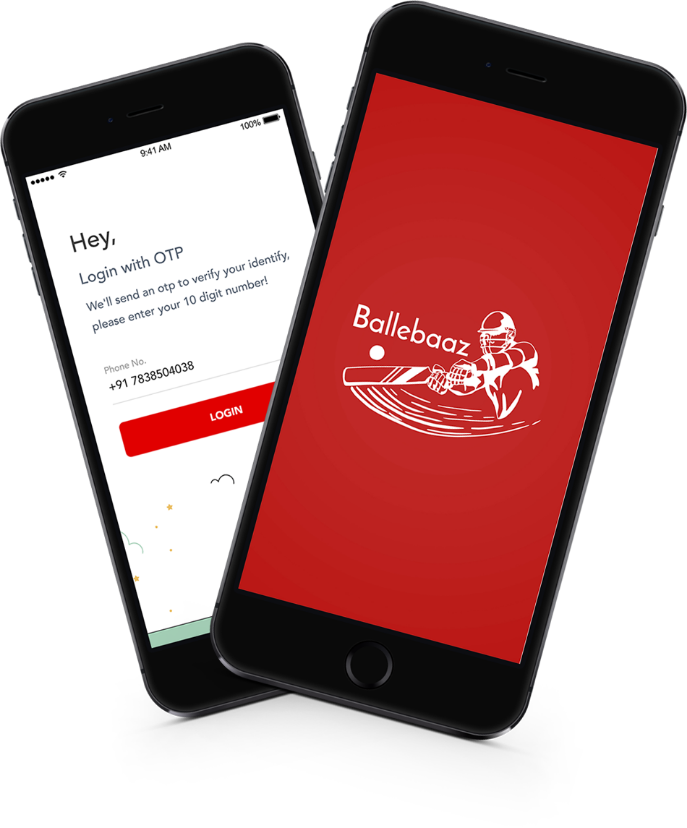 9:41 AM
100%
Hey,
Login with OTP
We'll send an otp to verify your identify,
please enter your 10 digit number!
Phone No.
+91 7838504038
LOGIN
Ballebaaz